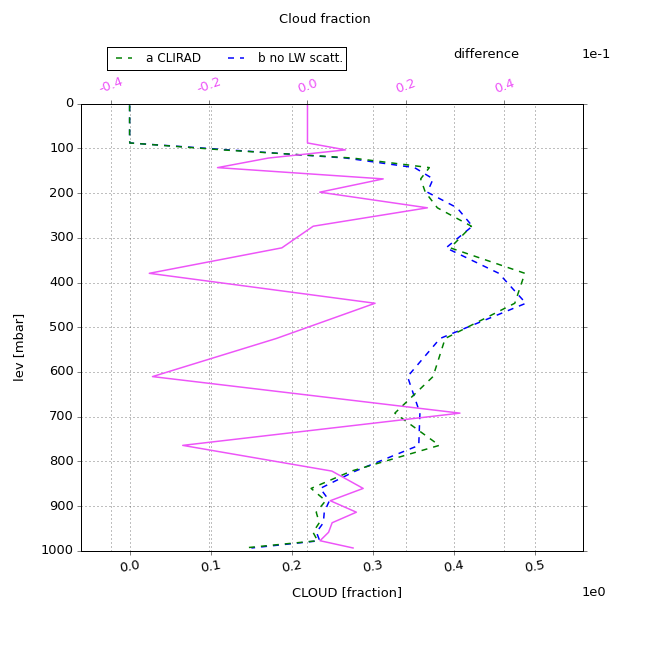 Cloud fraction
a CLIRAD
b no LW scatt.
difference
1e-1
-0.4
-0.2
0.0
0.2
0.4
0
100
200
300
400
500
600
700
800
900
1000
lev [mbar]
0.0
0.1
0.2
0.3
0.4
0.5
CLOUD [fraction]
1e0